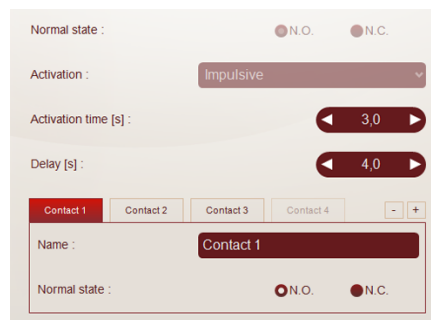 Normal state : N.O. N.C.
Activation : Impulsive
Activation time [s] : 3,0
Delay [s] : 4,0
Contact 1 Contact 2 Contact 3 Contact 4 - +
Name : Contact 1
Normal state : N.O. N.C.